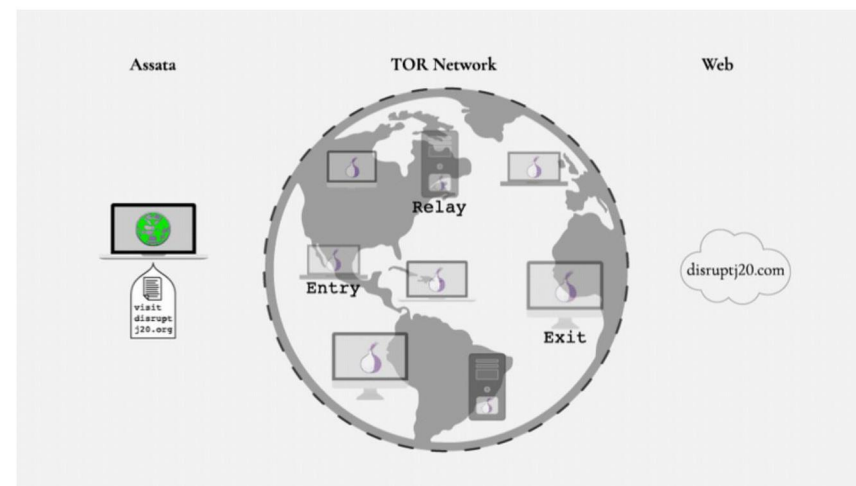 Assata
TOR Network
Web
Relay
Entry
Exit
visit
disrupt
j20.org
disruptj20.com